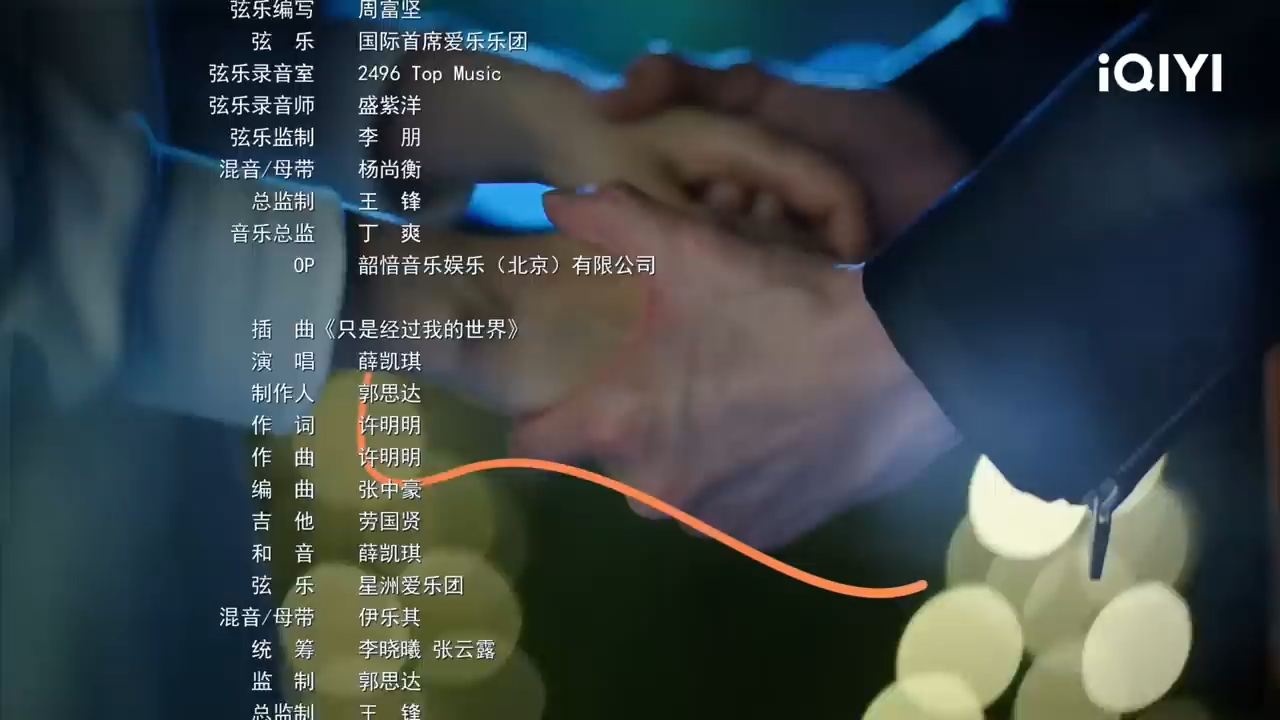 弦乐编写 周富坚
弦 乐 国际首席爱乐乐团
iQIYI
弦乐录音室 2496 Top Music
弦乐录音师 盛紫洋
弦乐监制 李 朋
混音/母带 杨尚衡
总监制 王 锋
音乐总监 丁 爽
OP 韶愔音乐娱乐（北京）有限公司
插 曲《只是经过我的世界》
演 唱 薛凯琪
制作人 郭思达
作 词 许明明
作 曲 许明明
编 曲 张中豪
吉 他 劳国贤
和 音 薛凯琪
弦 乐 星洲爱乐团
混音/母带 伊乐其
统 筹 李晓曦 张云露
监 制 郭思达
总监制 王 锋